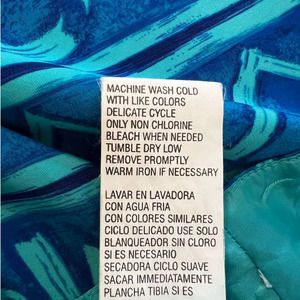 MACHINE WASH COLD
WITH LIKE COLORS
DELICATE CYCLE
ONLY NON CHLORINE
BLEACH WHEN NEEDED
TUMBLE DRY LOW
REMOVE PROMPTLY
WARM IRON IF NECESSARY
LAVAR EN LAVADORA
CON AGUA FRIA
CON COLORES SIMILARES
CICLO DELICADO USE SOLO
BLANQUEADOR SIN CLORO
SI ES NECESARIO
SECADORA CICLO SUAVE
SACAR IMMEDIATAMENTE
PLANCHA TIBIA SI ES